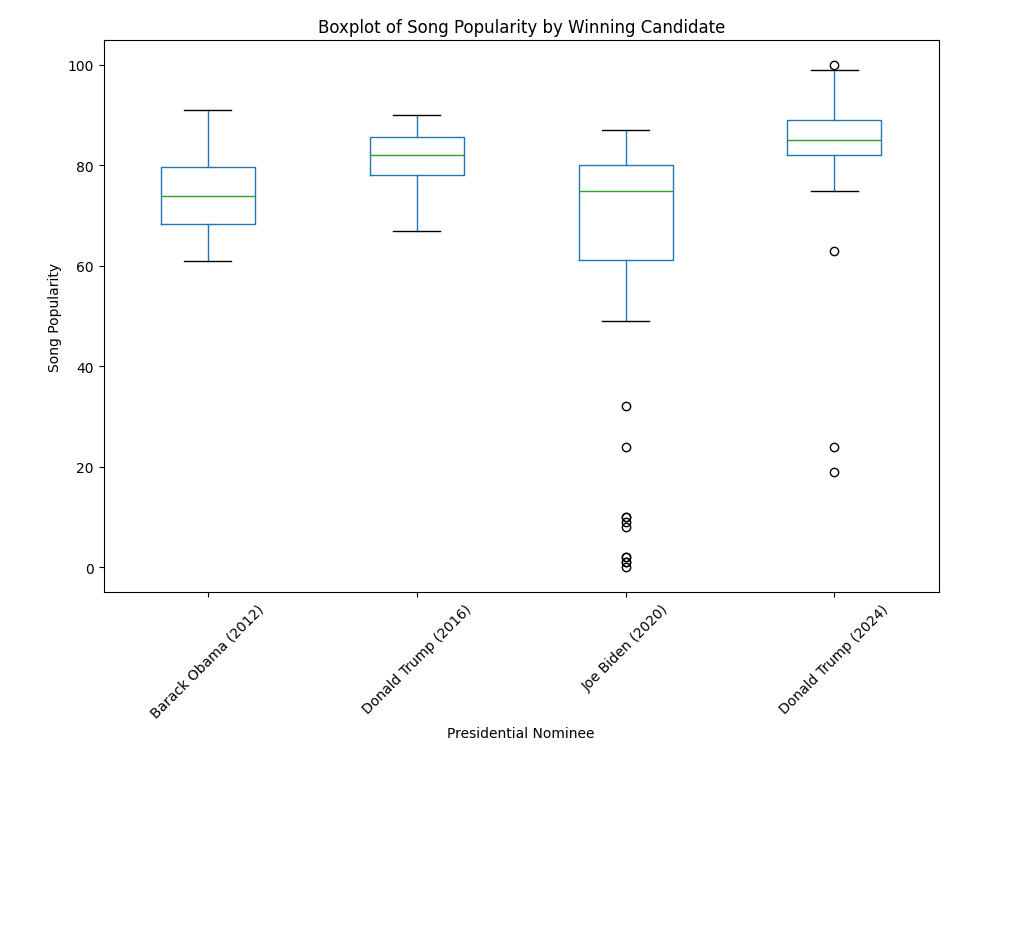 Boxplot of Song Popularity by Winning Candidate
100
80
60
40
20
0
Song Popularity
Barack Obama (2012)
Donald Trump (2016)
Joe Biden (2020)
Donald Trump (2024)
Presidential Nominee